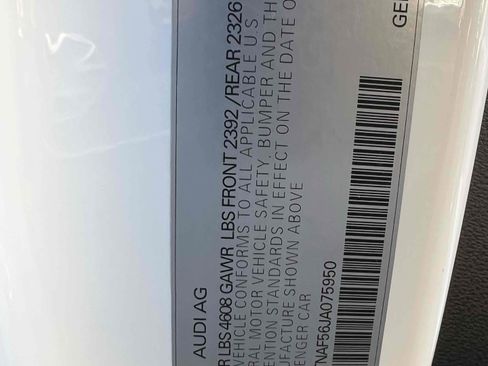 AUDI AG GE
R LBS 4608 GAWR LBS FRONT 2392 /REAR 2326
VEHICLE CONFORMS TO ALL APPLICABLE U.S.
RAL MOTOR VEHICLE SAFETY, BUMPER AND TH
ENTION STANDARDS IN EFFECT ON THE DATE O
UFACTURE SHOWN ABOVE
ENGER CAR
NAF56JA075950